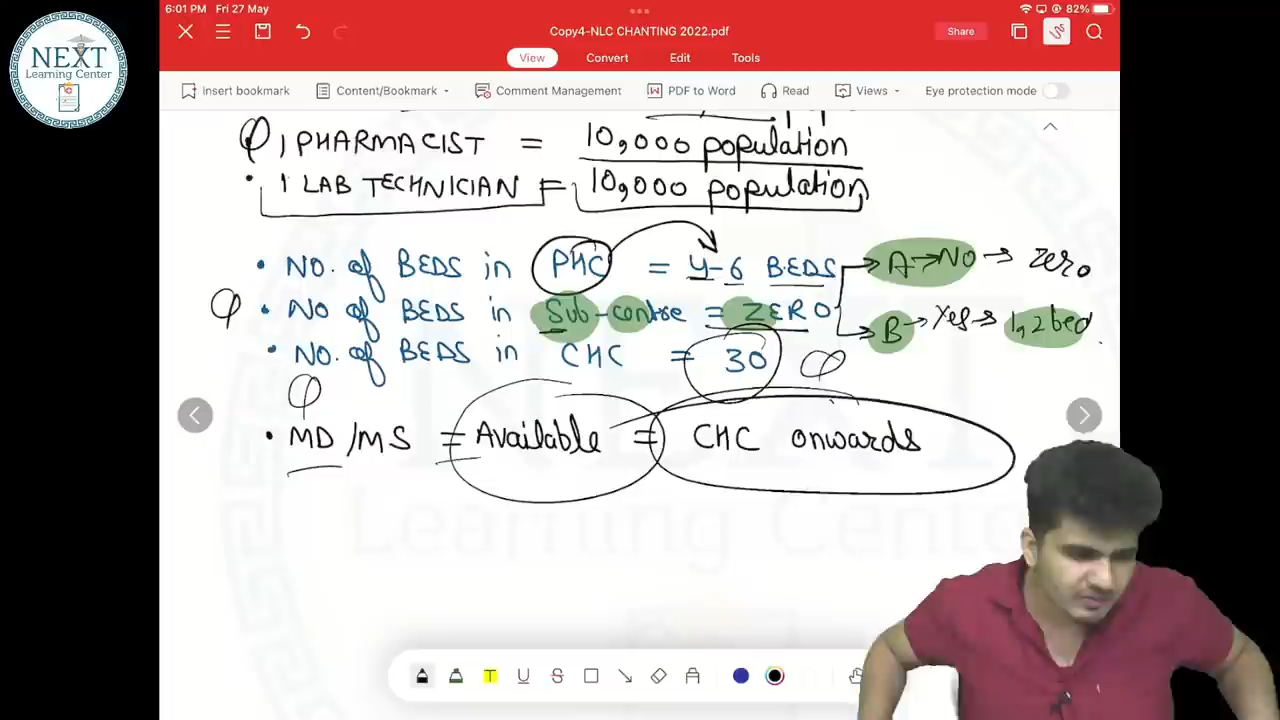 6:01 PM Fri 27 May
82%
NEXT
Learning Center
Copy4-NLC CHANTING 2022.pdf
Share
View Convert Edit Tools
Insert bookmark Content/Bookmark Comment Management PDF to Word Read Views Eye protection mode
1 PHARMACIST = 10,000 population
• 1 LAB TECHNICIAN = 10,000 population
• NO. of BEDS in PHC = 4-6 BEDS → A → NO → zero
• NO of BEDS in Sub-centre = ZERO → B → Yes → 1,2 bed
• NO. of BEDS in CHC = 30
• MD/MS = Available = CHC onwards
Learning Center